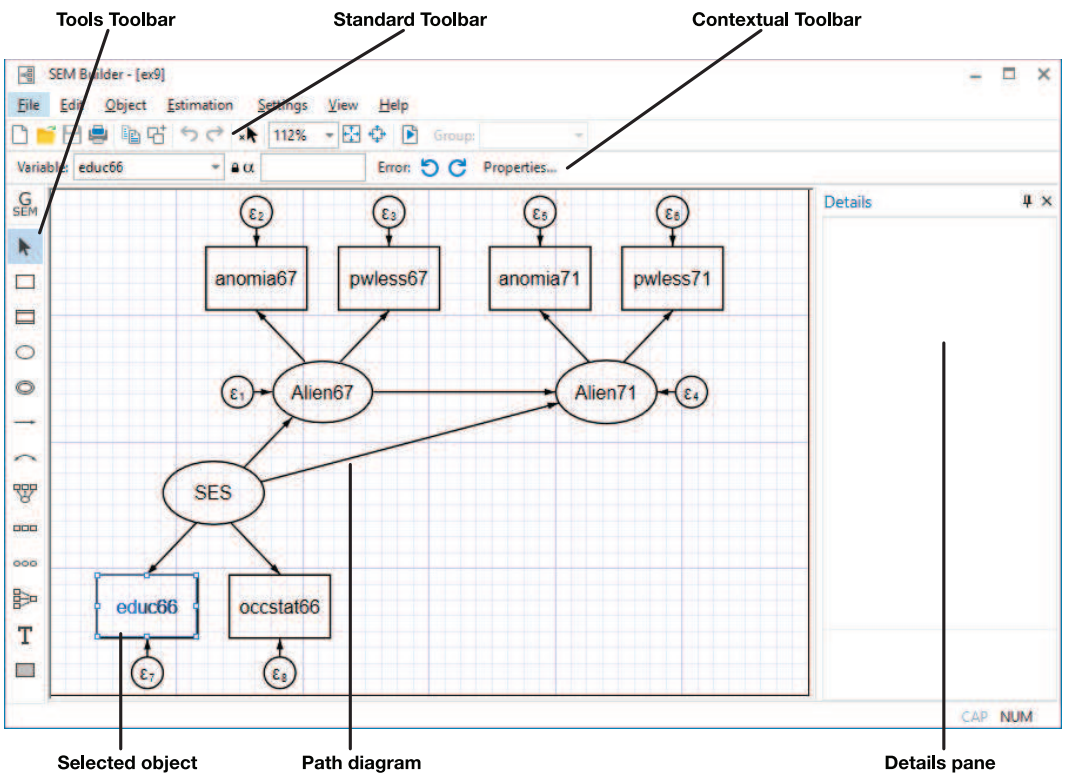 Tools Toolbar Standard Toolbar Contextual Toolbar
SEM Builder - [ex9]
File Edit Object Estimation Settings View Help
112% Group:
Variable: educ66 α Error: Properties...
G
SEM
Details
ε2 ε3 ε5 ε6
anomia67 pwless67 anomia71 pwless71
ε1 Alien67 Alien71 ε4
SES
educ66 occstat66
T
ε7 ε8
CAP NUM
Selected object Path diagram Details pane